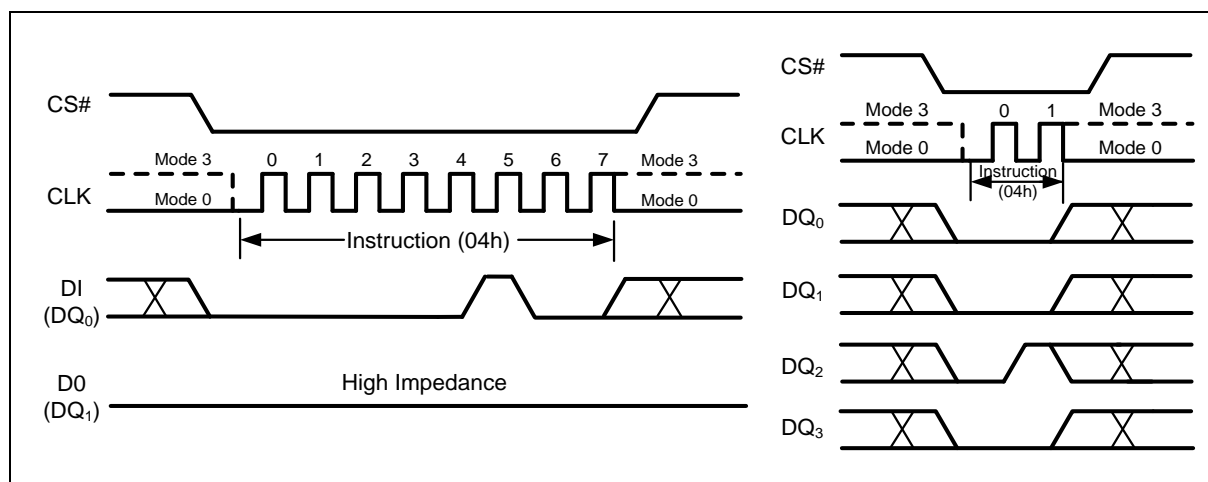 CS#
Mode 3
0 1 2 3 4 5 6 7
Mode 3
CLK
Mode 0
Mode 0
Instruction (04h)
DI
(DQ0)
D0
(DQ1)
High Impedance
CS#
Mode 3
0 1
Mode 3
CLK
Mode 0
Mode 0
Instruction
(04h)
DQ0
DQ1
DQ2
DQ3